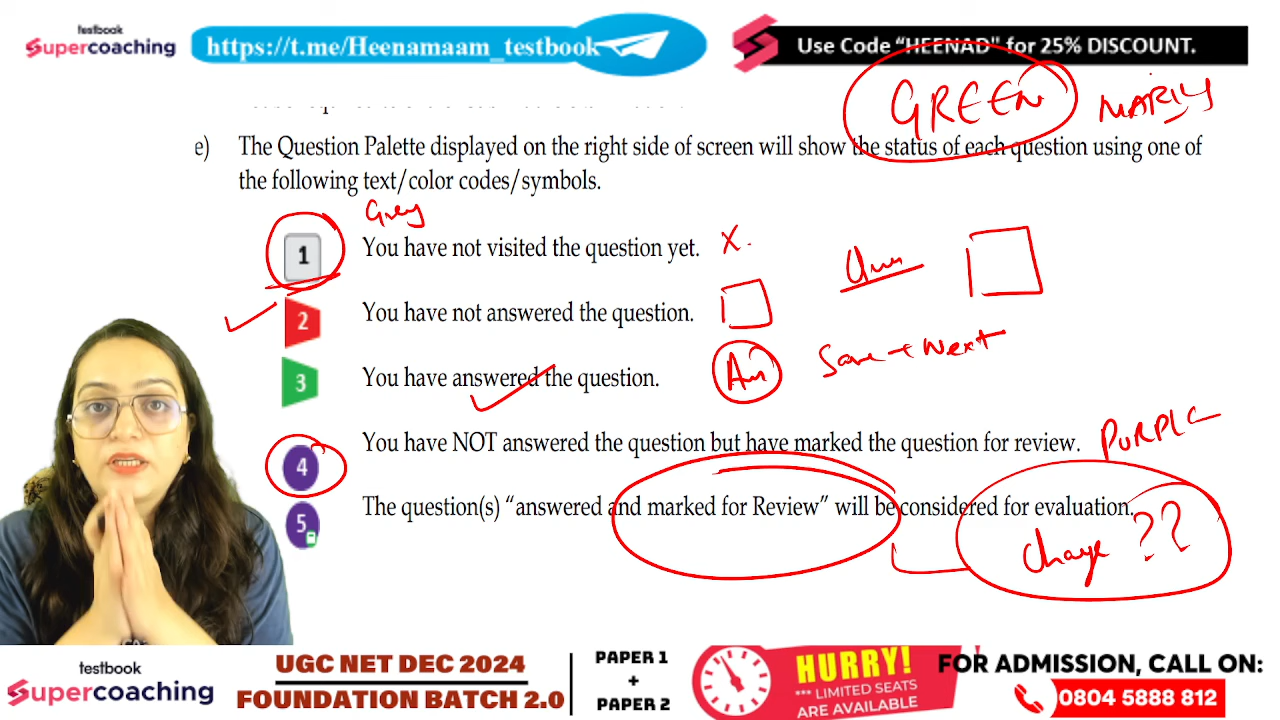 testbook
Supercoaching
https://t.me/Heenamaam_testbook
Use Code “HEENAD” for 25% DISCOUNT.
GREEN
MARKS
e) The Question Palette displayed on the right side of screen will show the status of each question using one of
the following text/color codes/symbols.
Grey
1 You have not visited the question yet. X
2 You have not answered the question.
3 You have answered the question.
Save + Next
4 You have NOT answered the question but have marked the question for review.
PURPLE
5 The question(s) “answered and marked for Review” will be considered for evaluation.
Change ??
testbook
Supercoaching
UGC NET DEC 2024
FOUNDATION BATCH 2.0
PAPER 1
+
PAPER 2
HURRY!
*** LIMITED SEATS
ARE AVAILABLE
FOR ADMISSION, CALL ON:
0804 5888 812